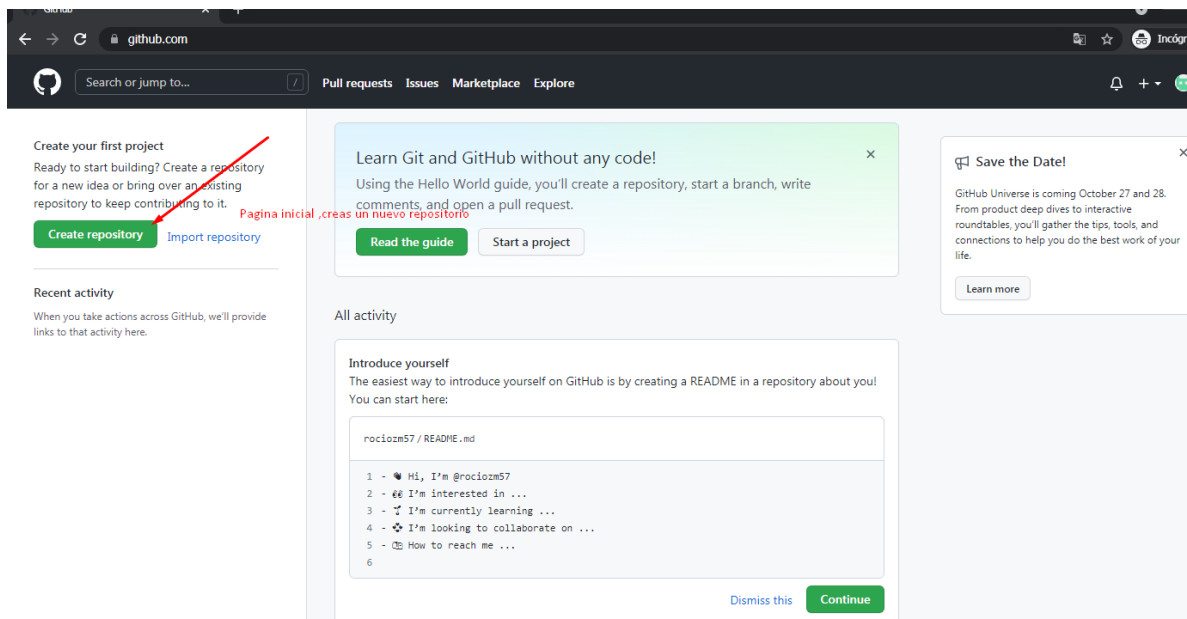 GitHub
github.com
Incógr
Search or jump to...
/
Pull requests Issues Marketplace Explore
Create your first project
Ready to start building? Create a repository
for a new idea or bring over an existing
repository to keep contributing to it.
Create repository
Import repository
Pagina inicial ,creas un nuevo repositorio
Recent activity
When you take actions across GitHub, we'll provide
links to that activity here.
Learn Git and GitHub without any code!
Using the Hello World guide, you'll create a repository, start a branch, write
comments, and open a pull request.
Read the guide
Start a project
All activity
Introduce yourself
The easiest way to introduce yourself on GitHub is by creating a README in a repository about you!
You can start here:
rociozm57 / README.md
1 - 👋 Hi, I'm @rociozm57
2 - 👀 I'm interested in ...
3 - 🌱 I'm currently learning ...
4 - 💞️ I'm looking to collaborate on ...
5 - 📫 How to reach me ...
6
Dismiss this
Continue
Save the Date!
GitHub Universe is coming October 27 and 28.
From product deep dives to interactive
roundtables, you'll gather the tips, tools, and
connections to help you do the best work of your
life.
Learn more